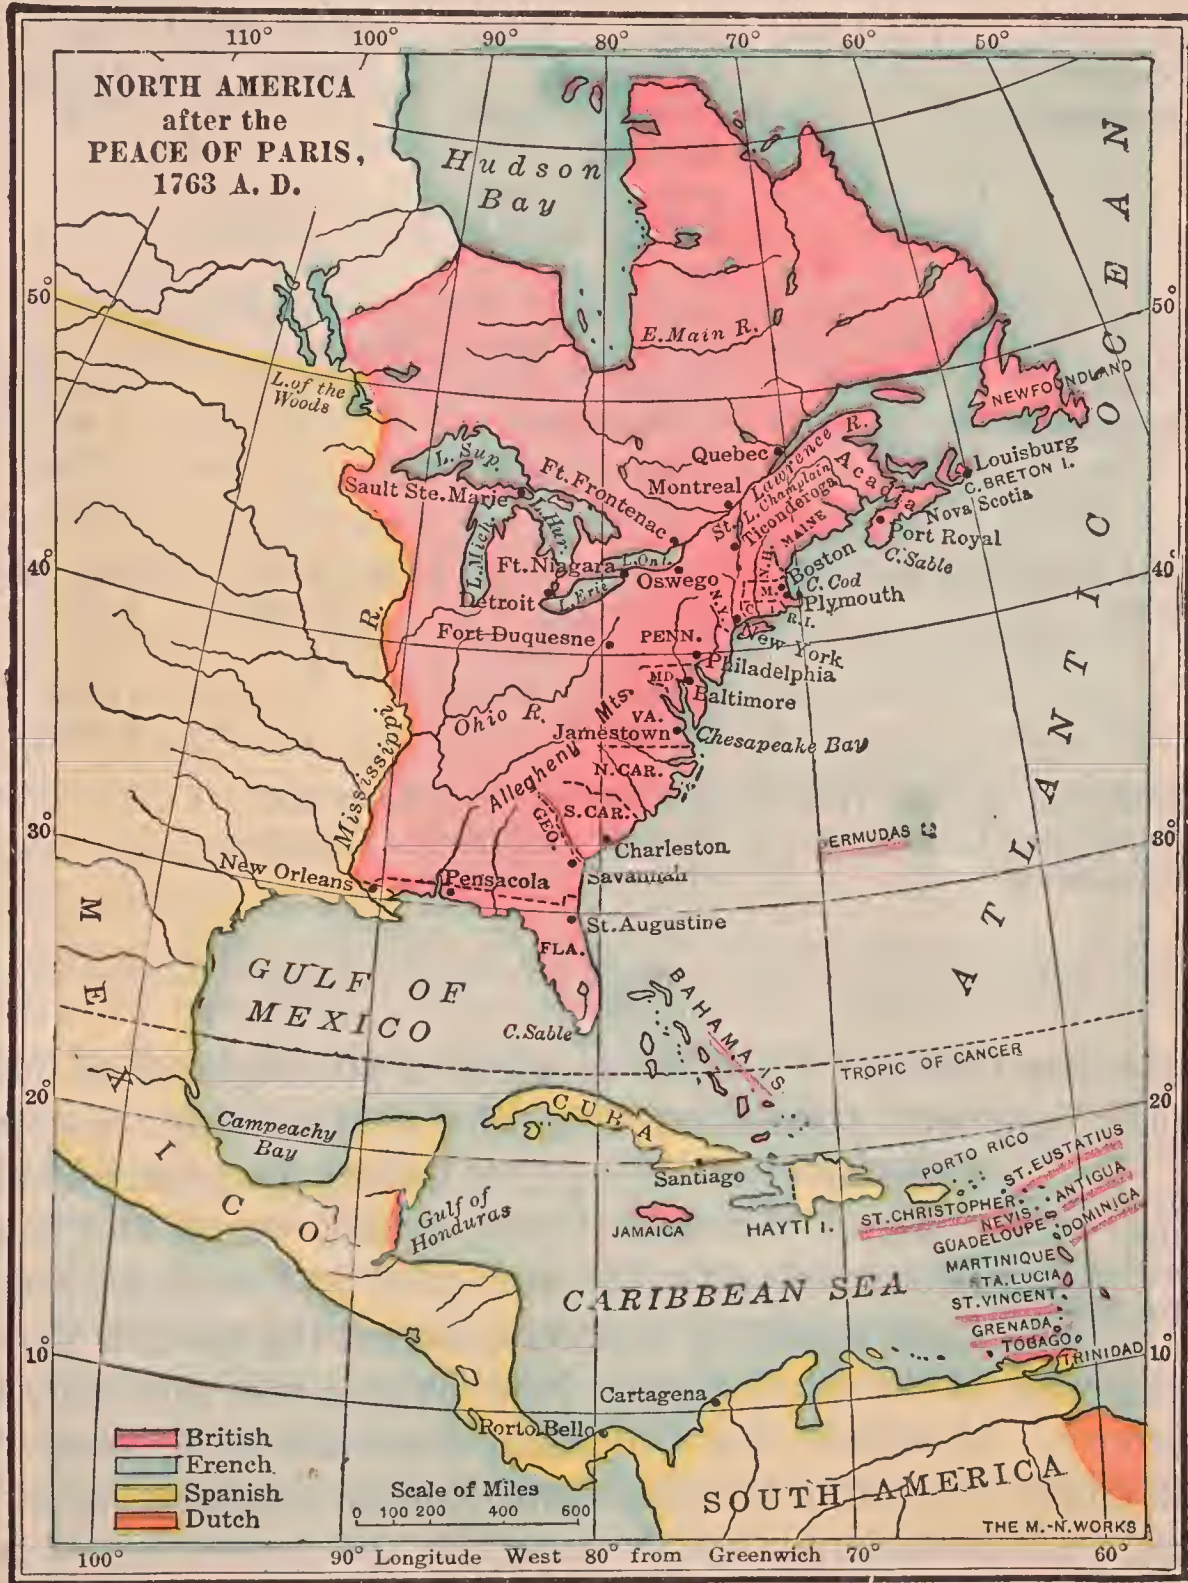 110° 100° 90° 80° 70° 60° 50°
NORTH AMERICA
after the
PEACE OF PARIS,
1763 A. D.
Hudson
Bay
ATLANTIC OCEAN
50°
50°
E. Main R.
L. of the
Woods
NEWFOUNDLAND
L. Sup.
Quebec
St. Lawrence R.
Acadia
Louisburg
C. BRETON I.
Nova Scotia
Sault Ste. Marie
Ft. Frontenac
Montreal
L. Champlain
Ticonderoga
MAINE
Port Royal
C. Sable
L. Mich.
L. Hur.
N.H.
40°
40°
Ft. Niagara
L. Ont.
Oswego
Boston
C. Cod
M.
Detroit
L. Erie
N.Y.
C.
Plymouth
R.I.
Mississippi R.
Fort Duquesne
PENN.
New York
Philadelphia
MD.
Baltimore
Ohio R.
Allegheny Mts.
VA.
Jamestown
Chesapeake Bay
N. CAR.
S. CAR.
GEO.
30°
30°
Charleston
BERMUDAS
New Orleans
Pensacola
Savannah
St. Augustine
FLA.
MEXICO
GULF OF
MEXICO
C. Sable
BAHAMA IS
TROPIC OF CANCER
20°
20°
Campeachy
Bay
CUBA
Santiago
PORTO RICO
ST. EUSTATIUS
Gulf of
Honduras
JAMAICA
HAYTI I.
ST. CHRISTOPHER
NEVIS
ANTIGUA
GUADELOUPE
DOMINICA
MARTINIQUE
STA. LUCIA
CARIBBEAN SEA
ST. VINCENT
GRENADA
TOBAGO
TRINIDAD
10°
10°
Cartagena
Porto Bello
British
French
Spanish
Dutch
Scale of Miles
0 100 200 400 600
SOUTH AMERICA
THE M.-N. WORKS
100° 90° Longitude West 80° from Greenwich 70° 60°